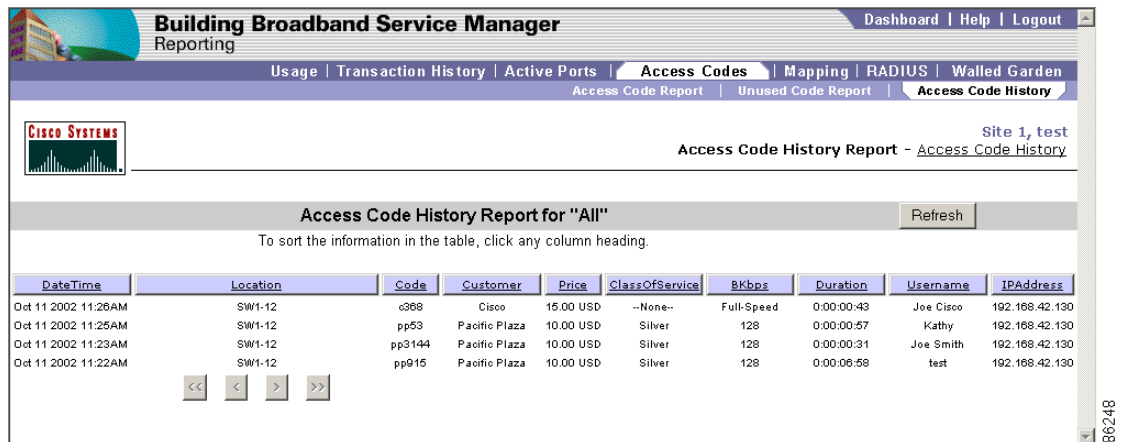 Building Broadband Service Manager
Dashboard | Help | Logout
Reporting
Usage | Transaction History | Active Ports | Access Codes | Mapping | RADIUS | Walled Garden
Access Code Report | Unused Code Report | Access Code History
CISCO SYSTEMS
Site 1, test
Access Code History Report - Access Code History
Access Code History Report for "All"
Refresh
To sort the information in the table, click any column heading.
DateTime Location Code Customer Price ClassOfService BKbps Duration Username IPAddress
Oct 11 2002 11:26AM SW1-12 c368 Cisco 15.00 USD --None-- Full-Speed 0:00:00:43 Joe Cisco 192.168.42.130
Oct 11 2002 11:25AM SW1-12 pp53 Pacific Plaza 10.00 USD Silver 128 0:00:00:57 Kathy 192.168.42.130
Oct 11 2002 11:23AM SW1-12 pp3144 Pacific Plaza 10.00 USD Silver 128 0:00:00:31 Joe Smith 192.168.42.130
Oct 11 2002 11:22AM SW1-12 pp915 Pacific Plaza 10.00 USD Silver 128 0:00:06:58 test 192.168.42.130
<< < > >>
86248